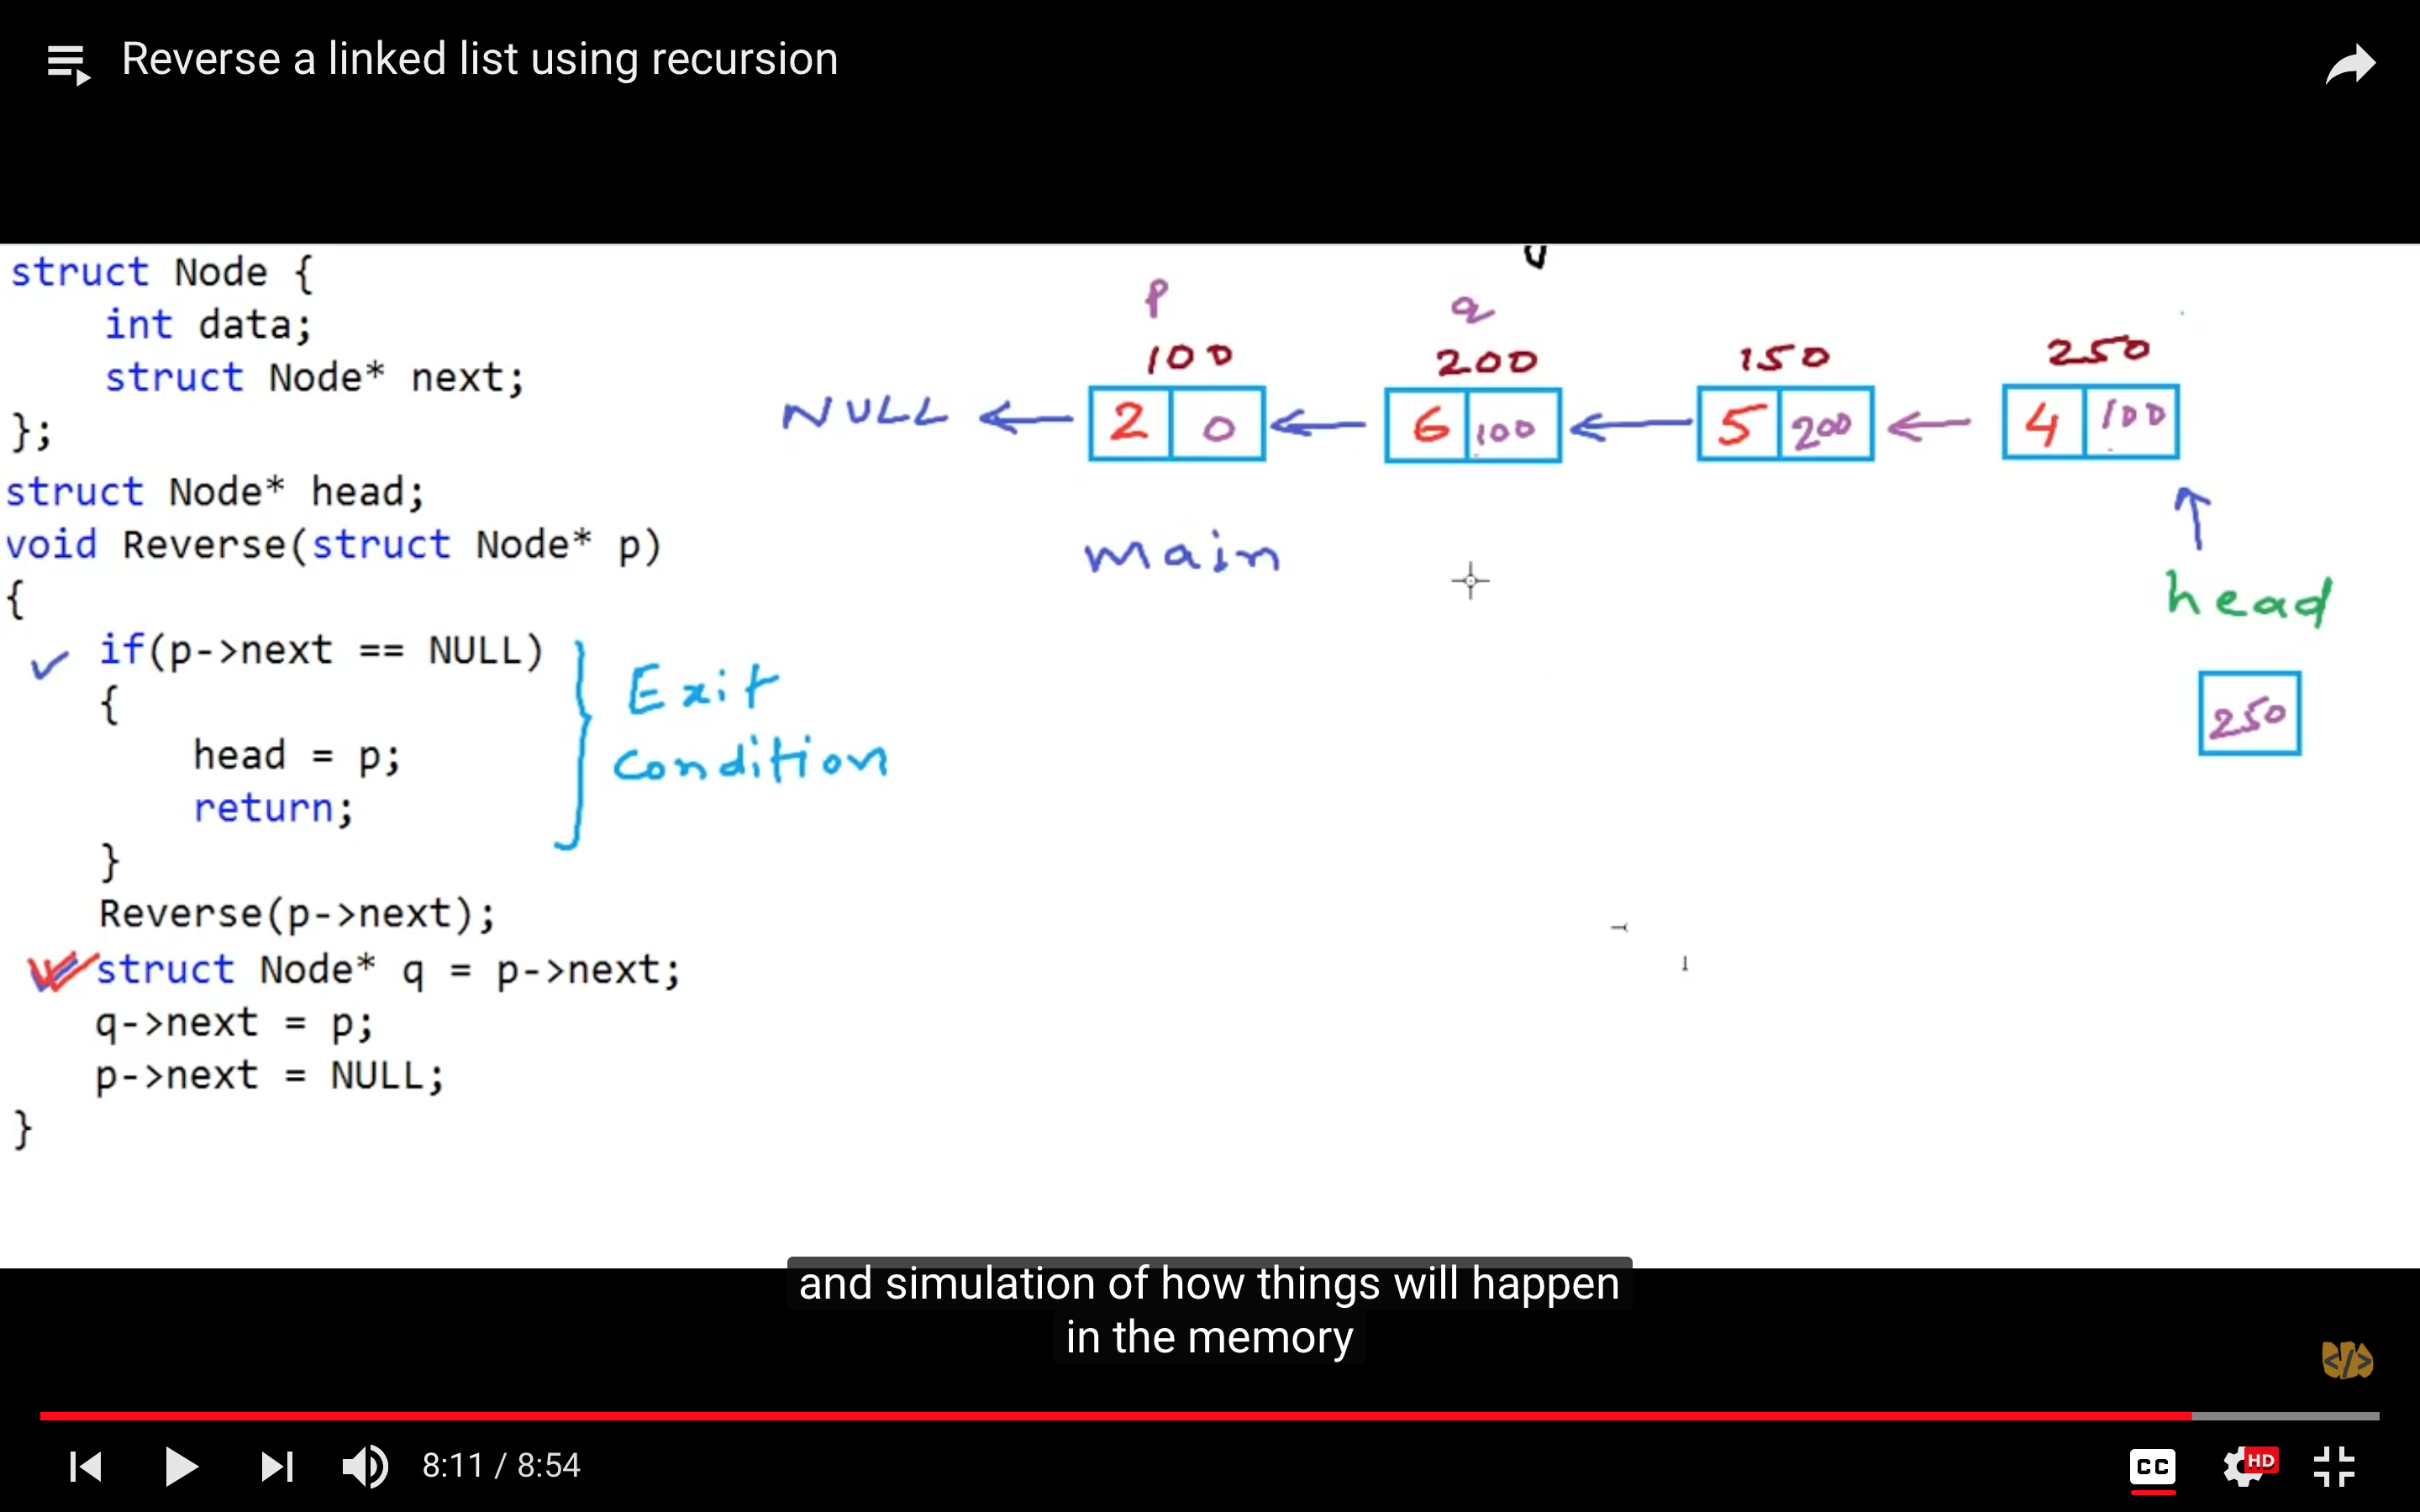 Reverse a linked list using recursion
struct Node {
int data;
struct Node* next;
};
struct Node* head;
void Reverse(struct Node* p)
{
if(p->next == NULL)
{
head = p;
return;
}
Reverse(p->next);
struct Node* q = p->next;
q->next = p;
p->next = NULL;
}
Exit
condition
p q
100 200 150 250
NULL 2 0 6 100 5 200 4 100
main
head
250
and simulation of how things will happen
in the memory
</>
8:11 / 8:54
CC HD